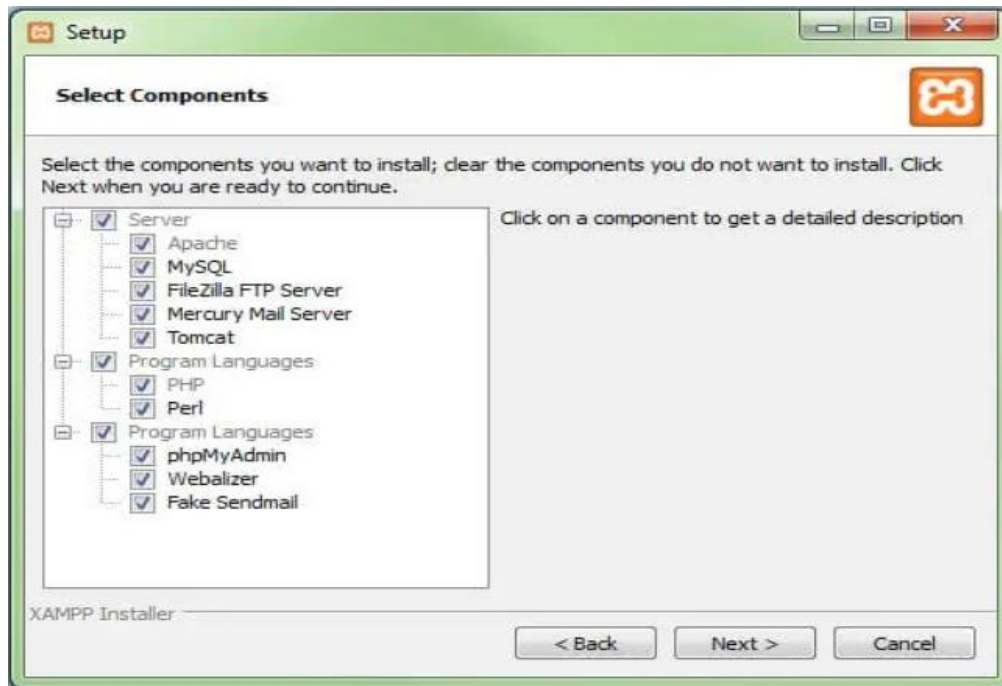 Setup
Select Components
Select the components you want to install; clear the components you do not want to install. Click
Next when you are ready to continue.
Server
Apache
MySQL
FileZilla FTP Server
Mercury Mail Server
Tomcat
Program Languages
PHP
Perl
Program Languages
phpMyAdmin
Webalizer
Fake Sendmail
Click on a component to get a detailed description
XAMPP Installer
< Back
Next >
Cancel